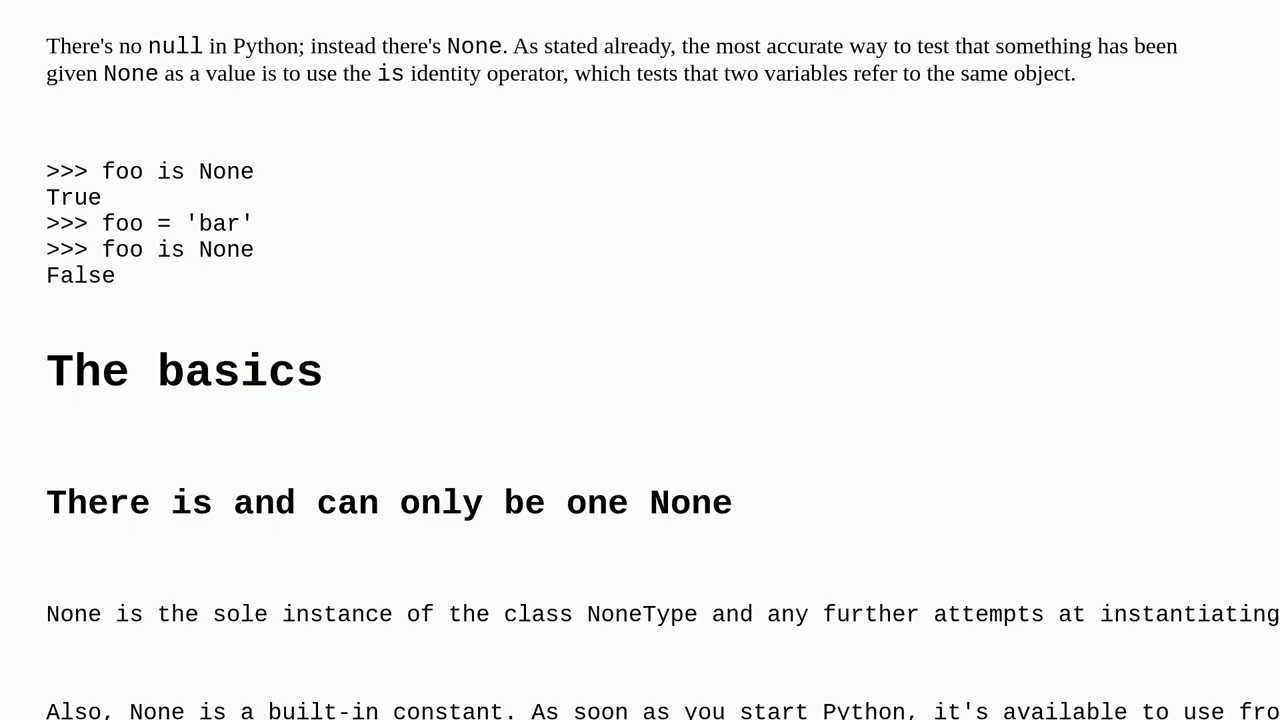 There's no null in Python; instead there's None. As stated already, the most accurate way to test that something has been
given None as a value is to use the is identity operator, which tests that two variables refer to the same object.
>>> foo is None
True
>>> foo = 'bar'
>>> foo is None
False
The basics
There is and can only be one None
None is the sole instance of the class NoneType and any further attempts at instantiating
Also, None is a built-in constant. As soon as you start Python, it's available to use fro